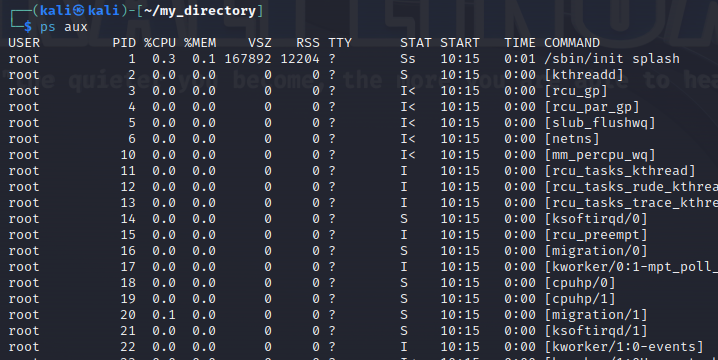 ┌──(kali㉿kali)-[~/my_directory]
└─$ ps aux
USER         PID %CPU %MEM    VSZ   RSS TTY      STAT START   TIME COMMAND
root           1  0.3  0.1 167892 12204 ?        Ss   10:15   0:01 /sbin/init splash
root           2  0.0  0.0      0     0 ?        S    10:15   0:00 [kthreadd]
root           3  0.0  0.0      0     0 ?        I<   10:15   0:00 [rcu_gp]
root           4  0.0  0.0      0     0 ?        I<   10:15   0:00 [rcu_par_gp]
root           5  0.0  0.0      0     0 ?        I<   10:15   0:00 [slub_flushwq]
root           6  0.0  0.0      0     0 ?        I<   10:15   0:00 [netns]
root          10  0.0  0.0      0     0 ?        I<   10:15   0:00 [mm_percpu_wq]
root          11  0.0  0.0      0     0 ?        I    10:15   0:00 [rcu_tasks_kthread]
root          12  0.0  0.0      0     0 ?        I    10:15   0:00 [rcu_tasks_rude_kthrea
root          13  0.0  0.0      0     0 ?        I    10:15   0:00 [rcu_tasks_trace_kthre
root          14  0.0  0.0      0     0 ?        S    10:15   0:00 [ksoftirqd/0]
root          15  0.0  0.0      0     0 ?        I    10:15   0:00 [rcu_preempt]
root          16  0.0  0.0      0     0 ?        S    10:15   0:00 [migration/0]
root          17  0.0  0.0      0     0 ?        I    10:15   0:00 [kworker/0:1-mpt_poll_
root          18  0.0  0.0      0     0 ?        S    10:15   0:00 [cpuhp/0]
root          19  0.0  0.0      0     0 ?        S    10:15   0:00 [cpuhp/1]
root          20  0.1  0.0      0     0 ?        S    10:15   0:00 [migration/1]
root          21  0.0  0.0      0     0 ?        S    10:15   0:00 [ksoftirqd/1]
root          22  0.0  0.0      0     0 ?        I    10:15   0:00 [kworker/1:0-events]